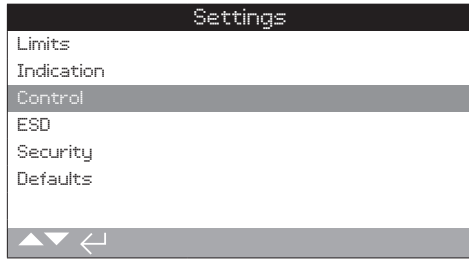 Settings
Limits
Indication
Control
ESD
Security
Defaults